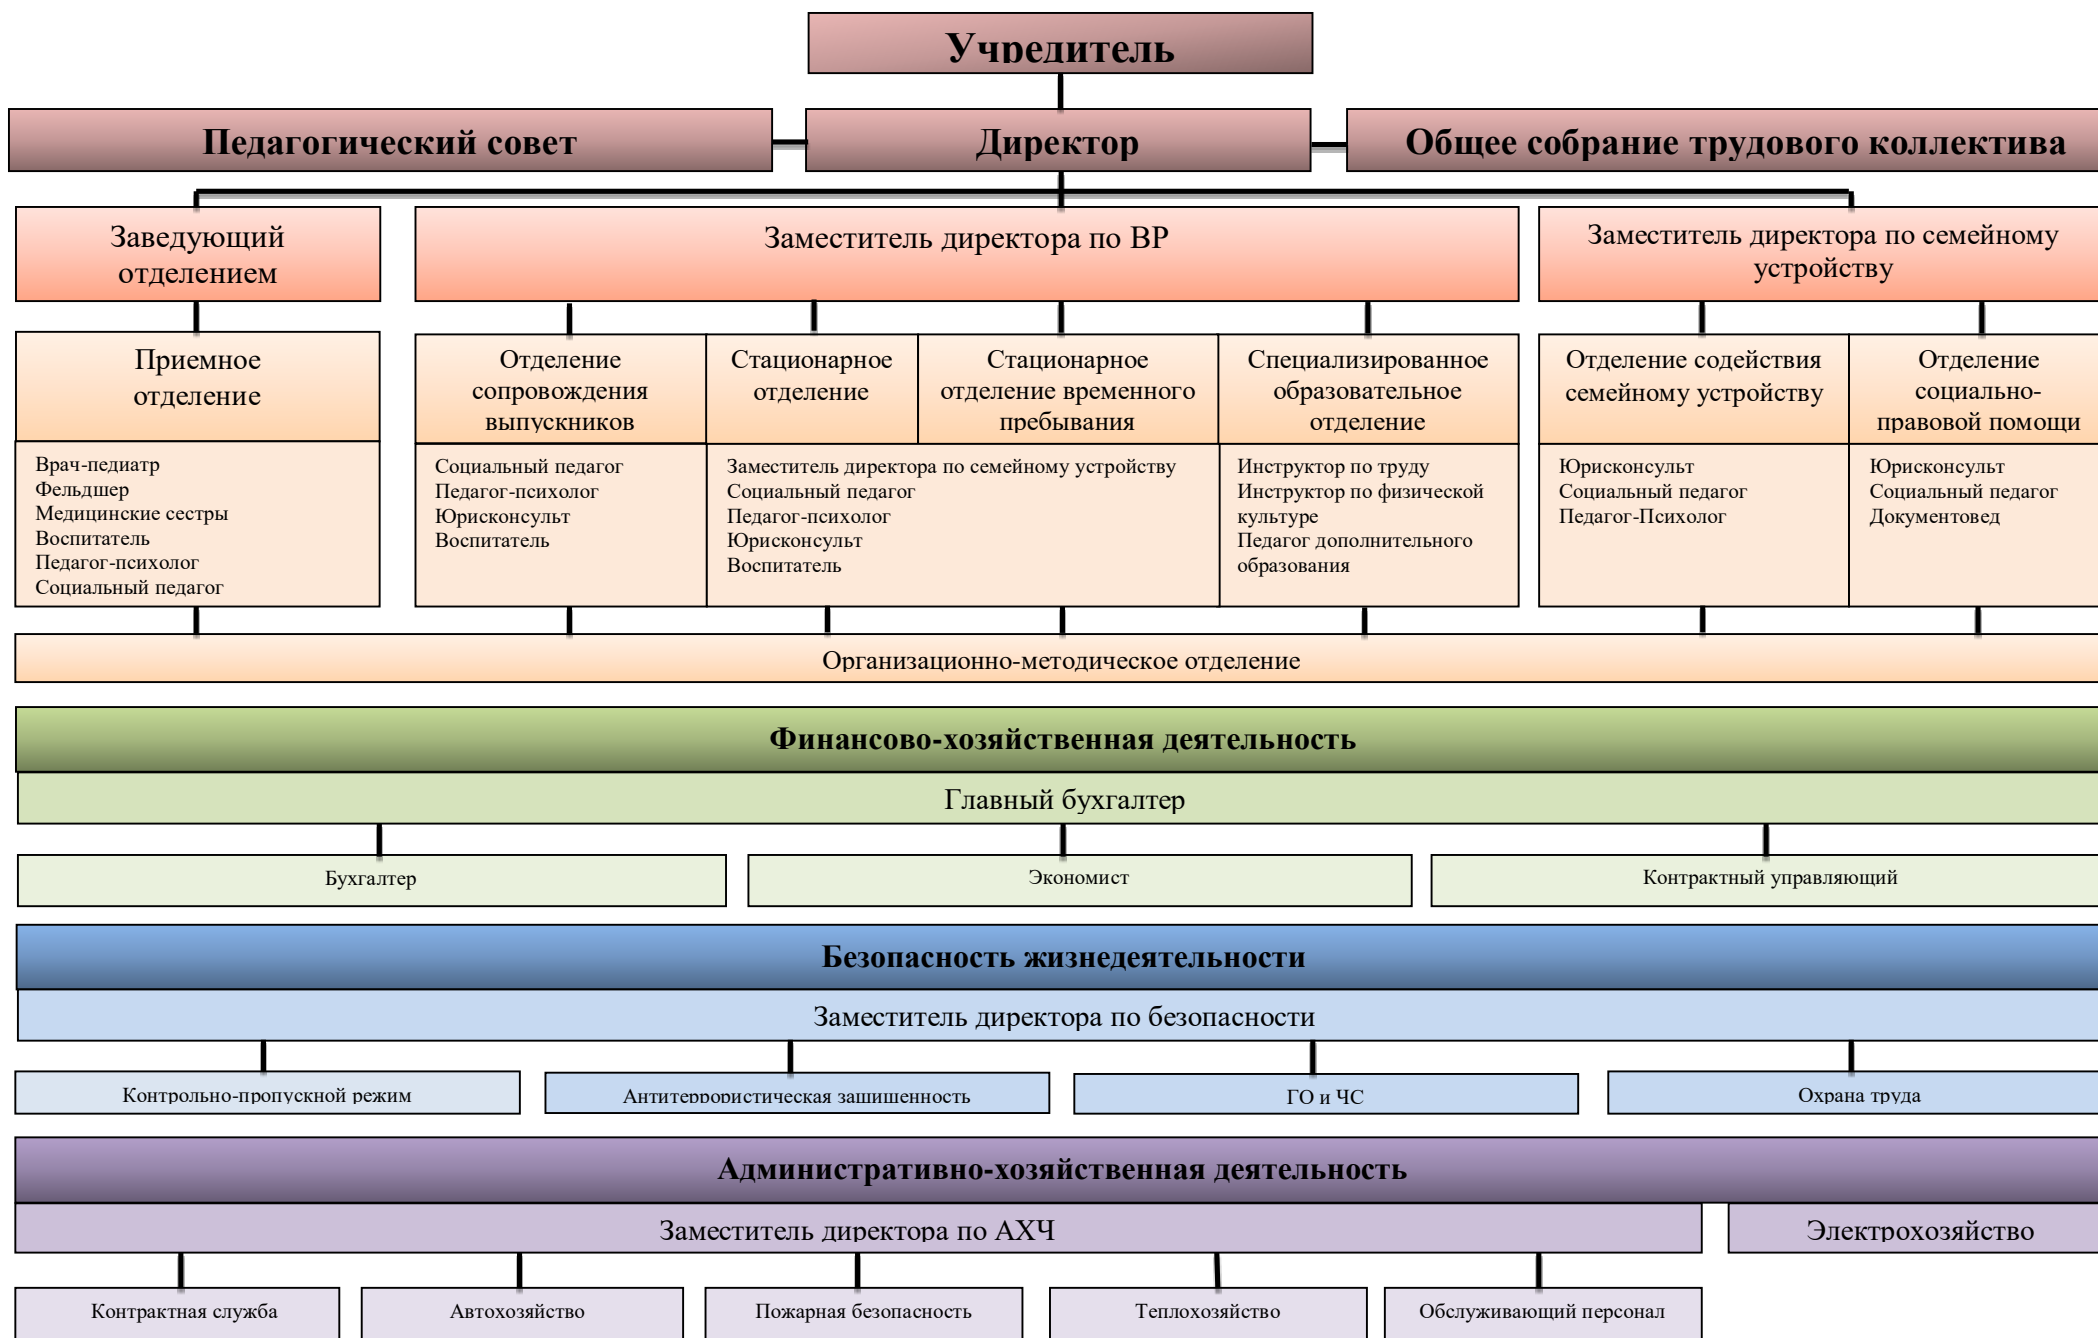 Учредитель
Педагогический совет
Директор
Общее собрание трудового коллектива
Заведующий
отделением
Заместитель директора по ВР
Заместитель директора по семейному
устройству
Приемное
отделение
Отделение
сопровождения
выпускников
Стационарное
отделение
Стационарное
отделение временного
пребывания
Специализированное
образовательное
отделение
Отделение содействия
семейному устройству
Отделение
социально-
правовой помощи
Врач-педиатр
Фельдшер
Медицинские сестры
Воспитатель
Педагог-психолог
Социальный педагог
Социальный педагог
Педагог-психолог
Юрисконсульт
Воспитатель
Заместитель директора по семейному устройству
Социальный педагог
Педагог-психолог
Юрисконсульт
Воспитатель
Инструктор по труду
Инструктор по физической
культуре
Педагог дополнительного
образования
Юрисконсульт
Социальный педагог
Педагог-Психолог
Юрисконсульт
Социальный педагог
Документовед
Организационно-методическое отделение
Финансово-хозяйственная деятельность
Главный бухгалтер
Бухгалтер
Экономист
Контрактный управляющий
Безопасность жизнедеятельности
Заместитель директора по безопасности
Контрольно-пропускной режим
Антитеррористическая защищенность
ГО и ЧС
Охрана труда
Административно-хозяйственная деятельность
Заместитель директора по АХЧ
Электрохозяйство
Контрактная служба
Автохозяйство
Пожарная безопасность
Теплохозяйство
Обслуживающий персонал